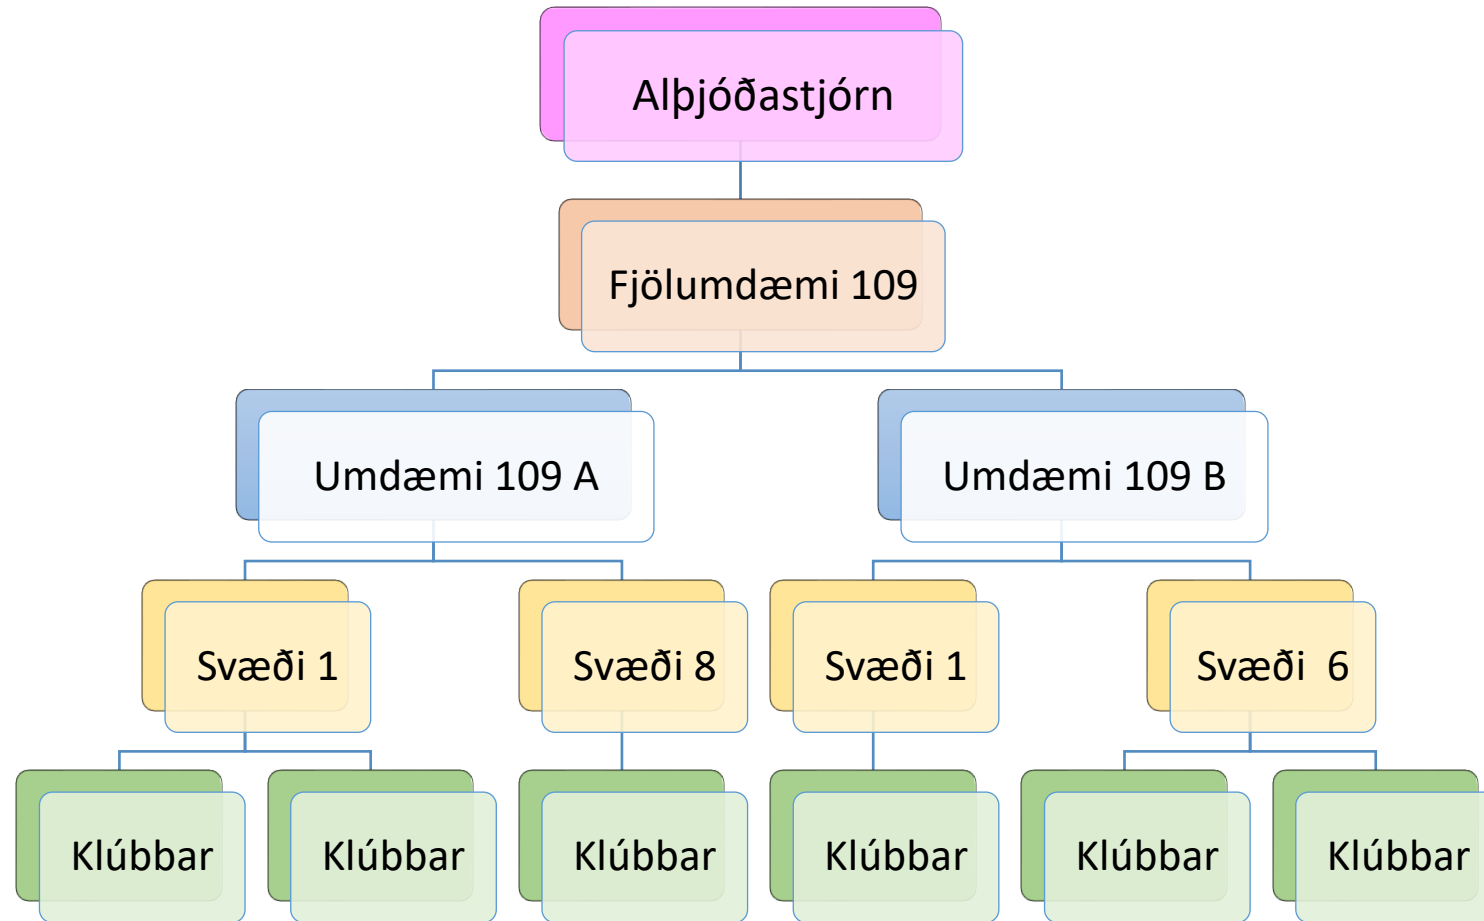 Alþjóðastjórn
Fjölumdæmi 109
Umdæmi 109 A
Umdæmi 109 B
Svæði 1
Svæði 8
Svæði 1
Svæði  6
Klúbbar
Klúbbar
Klúbbar
Klúbbar
Klúbbar
Klúbbar